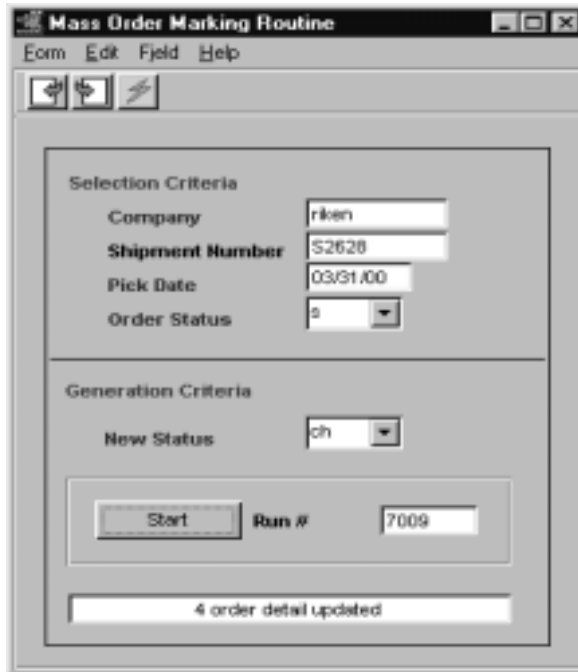 Mass Order Marking Routine
Form Edit Field Help
Selection Criteria
Company riken
Shipment Number S2628
Pick Date 03/31/00
Order Status s
Generation Criteria
New Status ch
Start Run # 7009
4 order detail updated